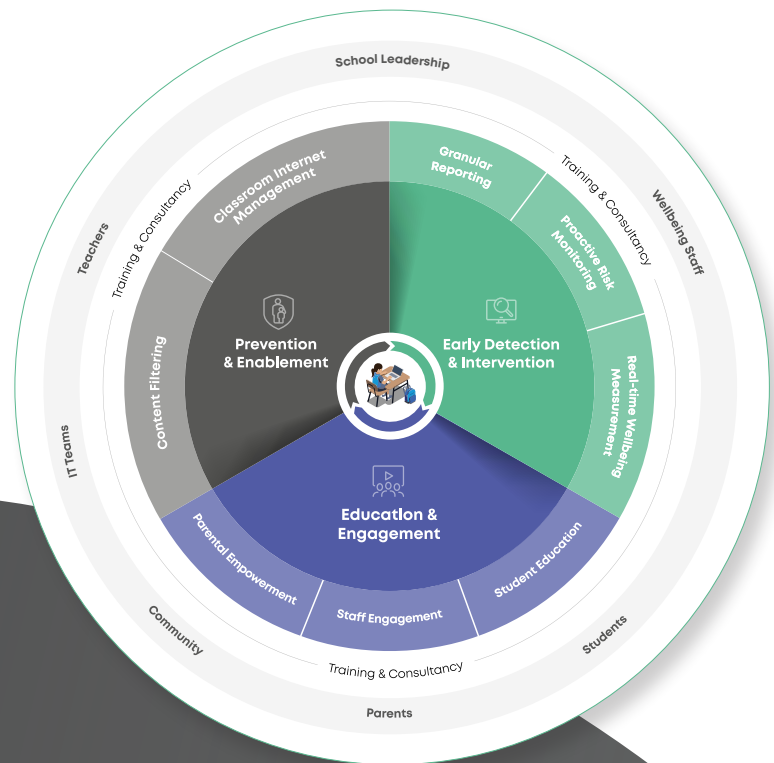 School Leadership
Teachers
Wellbeing Staff
IT Teams
Community
Students
Parents
Training & Consultancy
Training & Consultancy
Training & Consultancy
Classroom Internet
Management
Content Filtering
Prevention
& Enablement
Granular
Reporting
Proactive Risk
Monitoring
Real-time Wellbeing
Measurement
Early Detection
& Intervention
Education &
Engagement
Parental Empowerment
Staff Engagement
Student Education